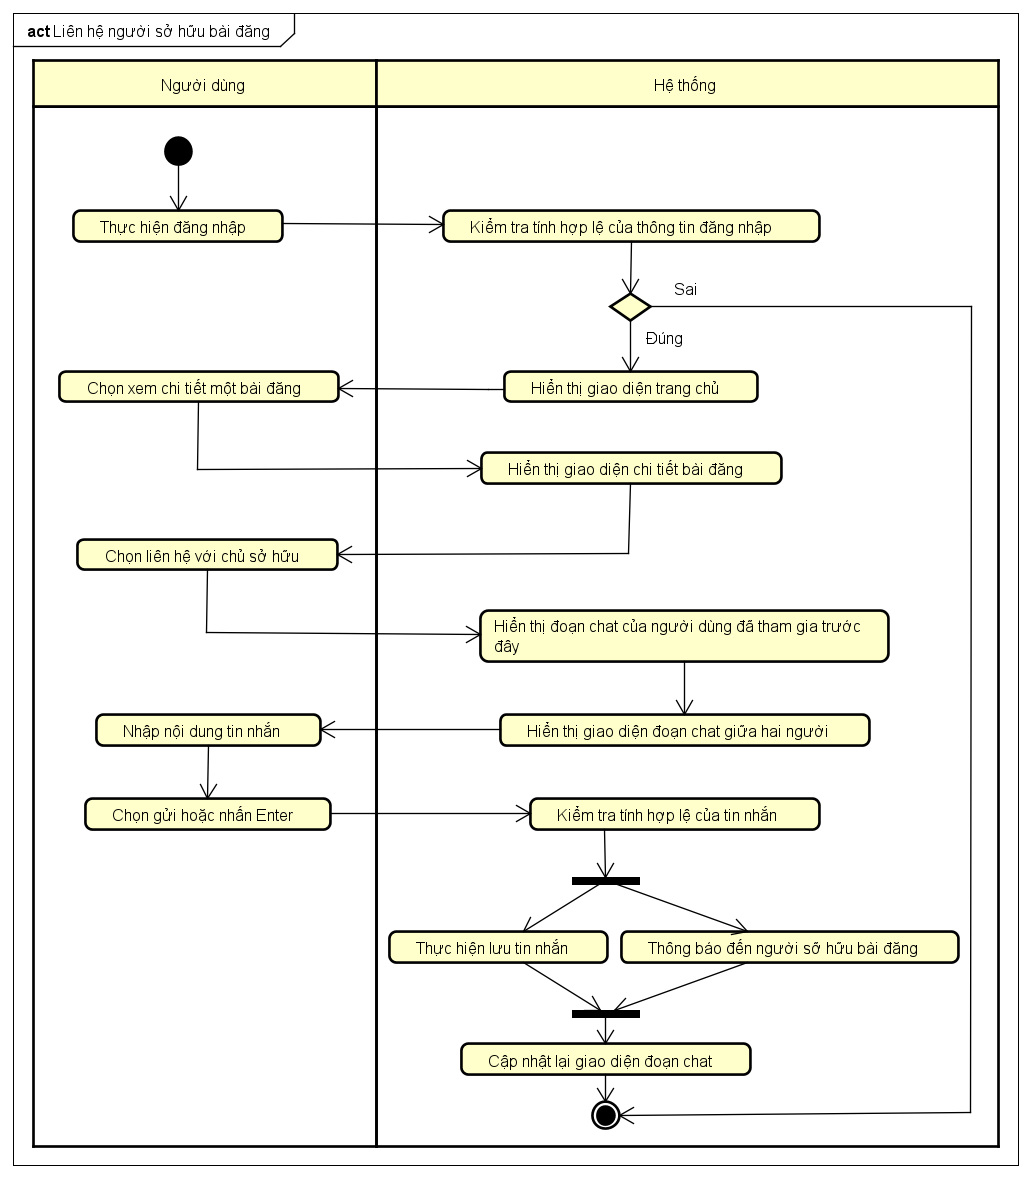 act Liên hệ người sở hữu bài đăng
Người dùng
Hệ thống
Thực hiện đăng nhập
Kiểm tra tính hợp lệ của thông tin đăng nhập
Sai
Đúng
Chọn xem chi tiết một bài đăng
Hiển thị giao diện trang chủ
Hiển thị giao diện chi tiết bài đăng
Chọn liên hệ với chủ sở hữu
Hiển thị đoạn chat của người dùng đã tham gia trước
đây
Nhập nội dung tin nhắn
Hiển thị giao diện đoạn chat giữa hai người
Chọn gửi hoặc nhấn Enter
Kiểm tra tính hợp lệ của tin nhắn
Thực hiện lưu tin nhắn
Thông báo đến người sỡ hữu bài đăng
Cập nhật lại giao diện đoạn chat